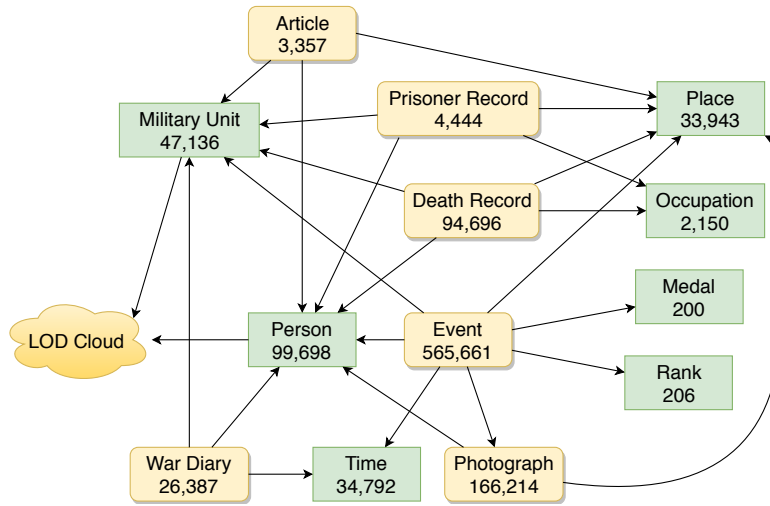 Article
3,357
Prisoner Record
4,444
Place
33,943
Military Unit
47,136
Death Record
94,696
Occupation
2,150
Medal
200
LOD Cloud
Person
99,698
Event
565,661
Rank
206
War Diary
26,387
Time
34,792
Photograph
166,214